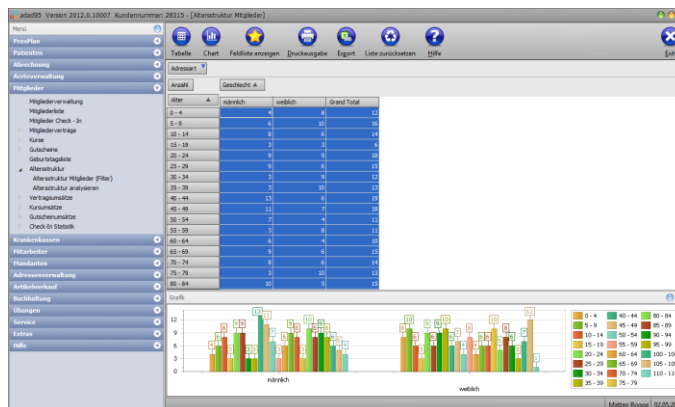 adad95 Version 2012.0.10007 Kundennummer: 28315 - [Altersstruktur Mitglieder]
Menü
PraxPlan
Patienten
Abrechnung
Ärzteverwaltung
Mitglieder
Mitgliederverwaltung
Mitgliederliste
Mitglieder Check - In
Mitgliederverträge
Kurse
Gutscheine
Geburtstagsliste
Altersstruktur
Altersstruktur Mitglieder (Filter)
Altersstruktur analysieren
Vertragsumsätze
Kursumsätze
Gutscheinumsätze
Check-In Statistik
Krankenkassen
Mitarbeiter
Mandanten
Adressenverwaltung
Artikelverkauf
Buchhaltung
Übungen
Service
Extras
Hilfe
Tabelle Chart Feldliste anzeigen Druckausgabe Export Liste zurücksetzen Hilfe Exit
Adressart
Anzahl Geschlecht
Alter männlich weiblich Grand Total
0 - 4 4 8 12
5 - 9 6 10 16
10 - 14 8 6 14
15 - 19 3 3 6
20 - 24 9 9 18
25 - 29 9 6 15
30 - 34 3 9 12
35 - 39 3 10 13
40 - 44 13 6 19
45 - 49 11 7 18
50 - 54 7 4 11
55 - 59 3 8 11
60 - 64 6 4 10
65 - 69 9 6 15
70 - 74 8 6 14
75 - 79 3 10 13
80 - 84 10 5 15
Grafik
12
9
6
3
0
männlich
weiblich
0 - 4 40 - 44 80 - 84
5 - 9 45 - 49 85 - 89
10 - 14 50 - 54 90 - 94
15 - 19 55 - 59 95 - 99
20 - 24 60 - 64 100 - 10
25 - 29 65 - 69 105 - 10
30 - 34 70 - 74 110 - 11
35 - 39 75 - 79
Matteo Rogge 02.05.20